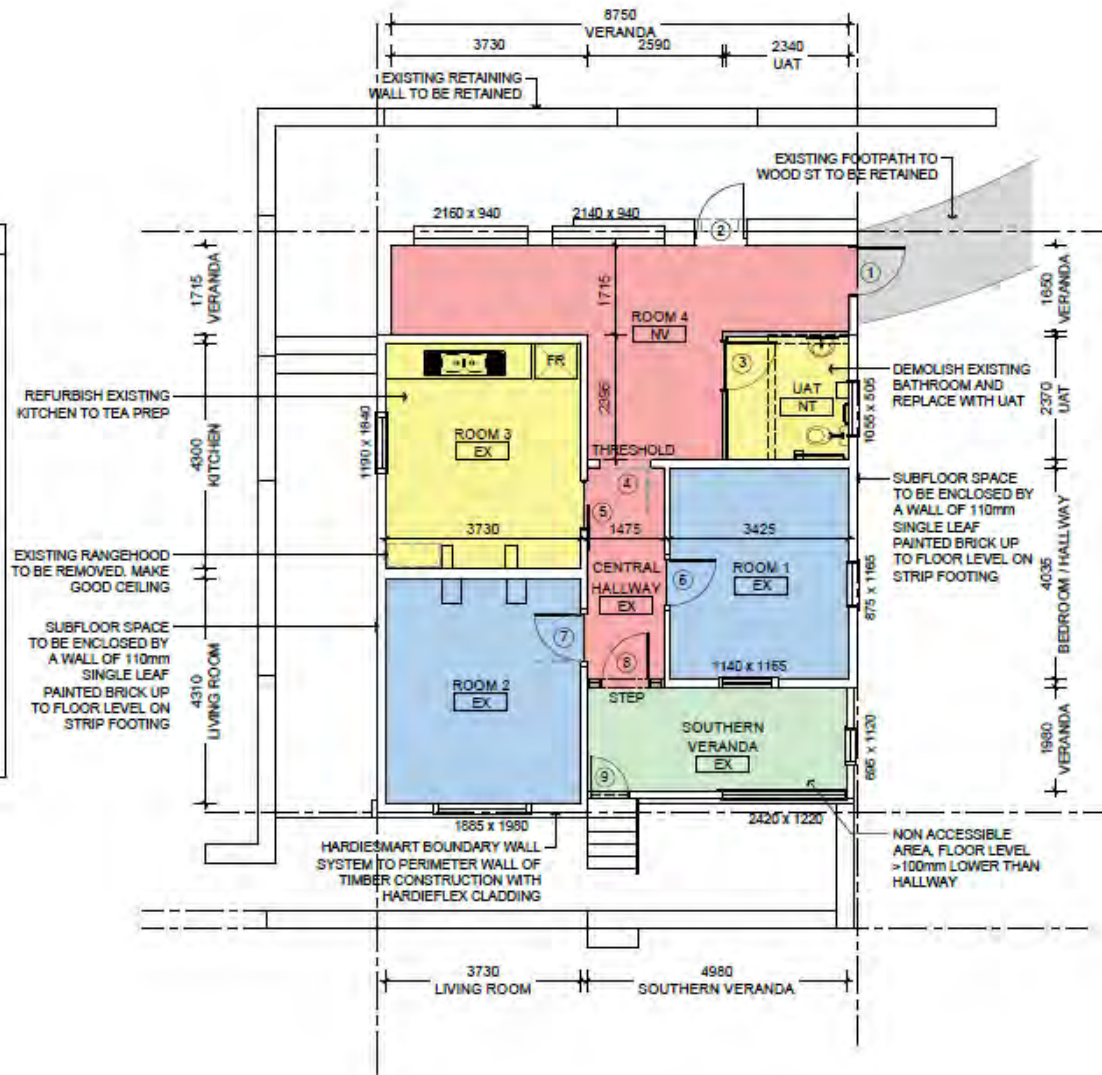 8750
VERANDA
3730
2590
2340
UAT
EXISTING RETAINING
WALL TO BE RETAINED
EXISTING FOOTPATH TO
WOOD ST TO BE RETAINED
2160 x 940
2140 x 940
2
1
1715
VERANDA
1715
1650
VERANDA
ROOM 4
NV
3
FR
UAT
NT
DEMOLISH EXISTING
BATHROOM AND
REPLACE WITH UAT
REFURBISH EXISTING
KITCHEN TO TEA PREP
2395
2370
UAT
1055 x 505
1190 x 1840
4300
KITCHEN
ROOM 3
EX
THRESHOLD
4
5
SUBFLOOR SPACE
TO BE ENCLOSED BY
A WALL OF 110mm
SINGLE LEAF
PAINTED BRICK UP
TO FLOOR LEVEL ON
STRIP FOOTING
3730
1475
3425
EXISTING RANGEHOOD
TO BE REMOVED. MAKE
GOOD CEILING
CENTRAL
HALLWAY
EX
6
ROOM 1
EX
875 x 1165
4035
BEDROOM / HALLWAY
SUBFLOOR SPACE
TO BE ENCLOSED BY
A WALL OF 110mm
SINGLE LEAF
PAINTED BRICK UP
TO FLOOR LEVEL ON
STRIP FOOTING
4310
LIVING ROOM
7
8
1140 x 1165
ROOM 2
EX
STEP
SOUTHERN
VERANDA
EX
9
695 x 1120
1980
VERANDA
1885 x 1980
2420 x 1220
HARDIESMART BOUNDARY WALL
SYSTEM TO PERIMETER WALL OF
TIMBER CONSTRUCTION WITH
HARDIEFLEX CLADDING
NON ACCESSIBLE
AREA, FLOOR LEVEL
>100mm LOWER THAN
HALLWAY
3730
LIVING ROOM
4980
SOUTHERN VERANDA